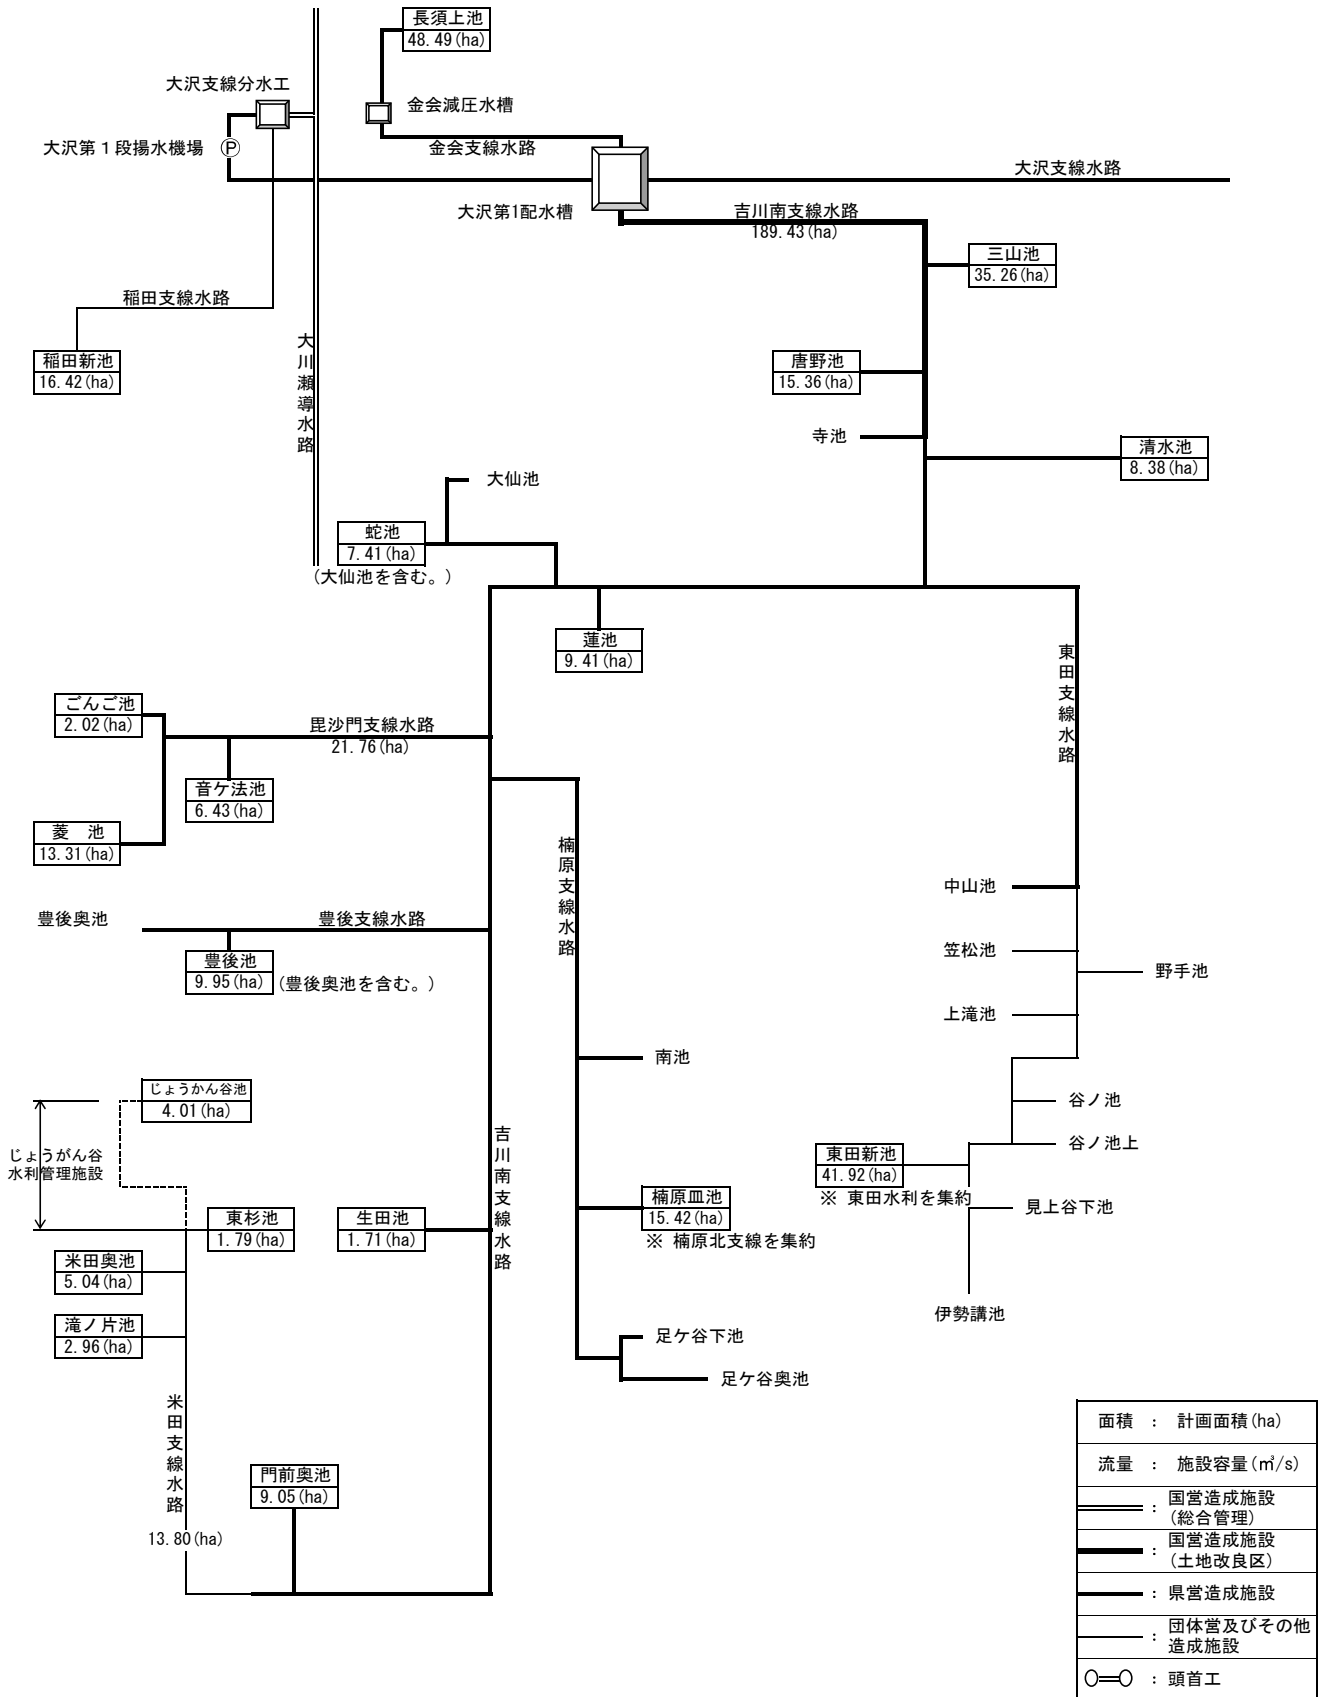 長須上池
48.49(ha)
大沢支線分水工
金会減圧水槽
大沢第1段揚水機場
P
金会支線水路
大沢支線水路
大沢第1配水槽
吉川南支線水路
189.43(ha)
三山池
35.26(ha)
稲田支線水路
大川瀬導水路
稲田新池
16.42(ha)
唐野池
15.36(ha)
寺池
清水池
8.38(ha)
大仙池
蛇池
7.41(ha)
(大仙池を含む。)
蓮池
9.41(ha)
東田支線水路
ごんご池
2.02(ha)
毘沙門支線水路
21.76(ha)
音ケ法池
6.43(ha)
菱　池
13.31(ha)
楠原支線水路
中山池
豊後奥池
豊後支線水路
豊後池
9.95(ha)
(豊後奥池を含む。)
笠松池
野手池
上滝池
南池
じょうかん谷池
4.01(ha)
谷ノ池
じょうがん谷
水利管理施設
吉川南支線水路
谷ノ池上
東田新池
41.92(ha)
※ 東田水利を集約
楠原皿池
15.42(ha)
※ 楠原北支線を集約
見上谷下池
東杉池
1.79(ha)
生田池
1.71(ha)
米田奥池
5.04(ha)
滝ノ片池
2.96(ha)
伊勢講池
足ケ谷下池
足ケ谷奥池
米田支線水路
13.80(ha)
門前奥池
9.05(ha)
面積 ： 計画面積(ha)
流量 ： 施設容量(㎥/s)
： 国営造成施設
(総合管理)
： 国営造成施設
(土地改良区)
： 県営造成施設
： 団体営及びその他
造成施設
： 頭首工